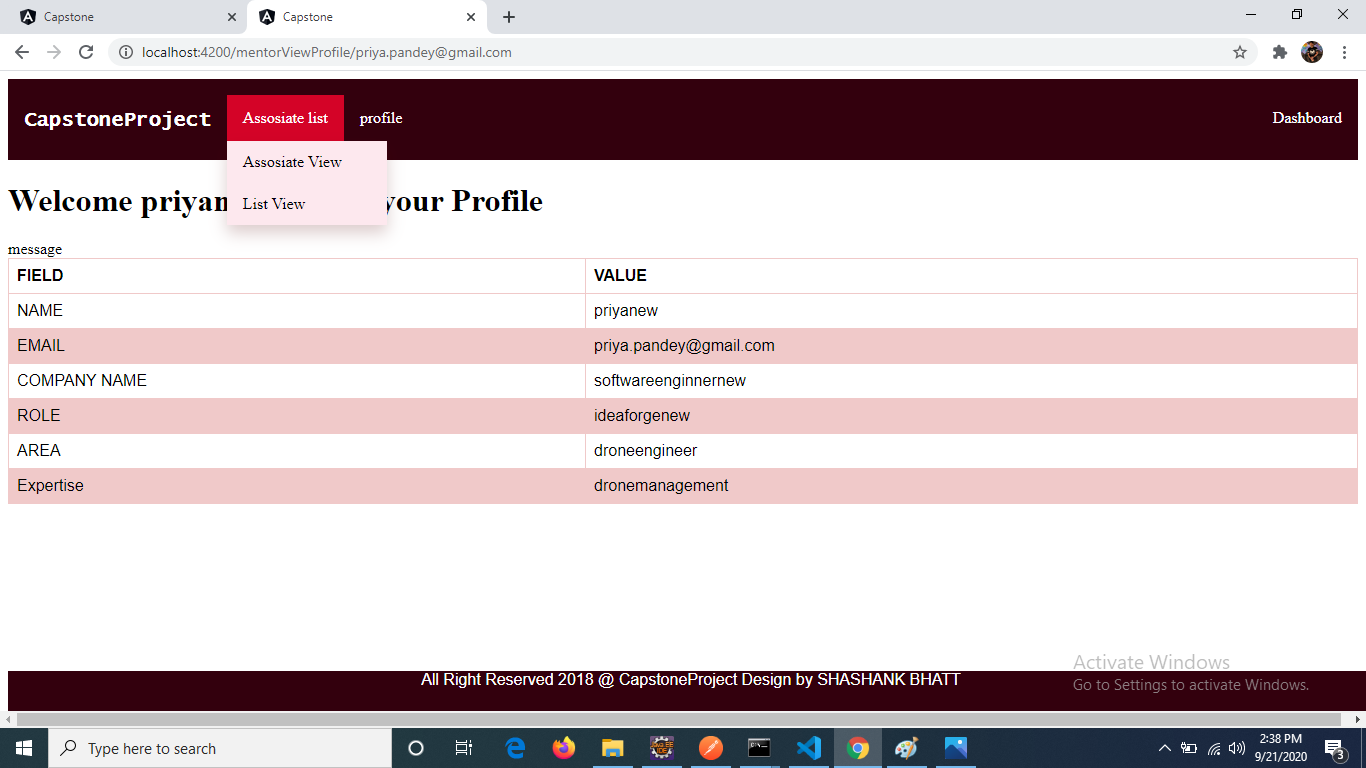 Capstone
Capstone
localhost:4200/mentorViewProfile/priya.pandey@gmail.com
CapstoneProject
Assosiate list
profile
Dashboard
Assosiate View
List View
Welcome priyan your Profile
message
FIELD VALUE
NAME priyanew
EMAIL priya.pandey@gmail.com
COMPANY NAME softwareenginnernew
ROLE ideaforgenew
AREA droneengineer
Expertise dronemanagement
Activate Windows
Go to Settings to activate Windows.
All Right Reserved 2018 @ CapstoneProject Design by SHASHANK BHATT
Type here to search
2:38 PM
9/21/2020
3